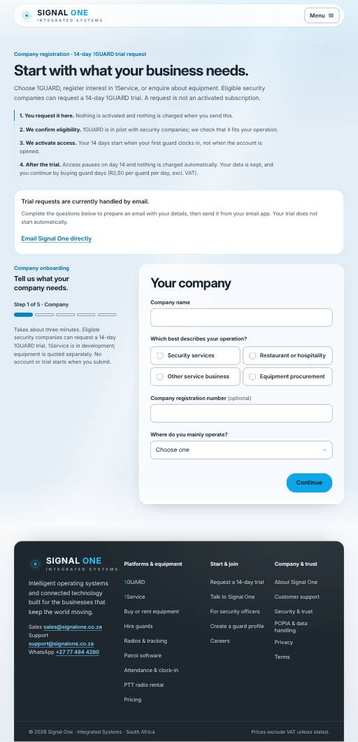 SIGNAL ONE
INTEGRATED SYSTEMS
Menu
Company registration · 14-day 1GUARD trial request
Start with what your business needs.
Choose 1GUARD, register interest in 1Service, or enquire about equipment. Eligible security
companies can request a 14-day 1GUARD trial. A request is not an activated subscription.
1. You request it here. Nothing is activated and nothing is charged when you send this.
2. We confirm eligibility. 1GUARD is in pilot with security companies; we check that it fits your operation.
3. We activate access. Your 14 days start when your first guard clocks in, not when the account is
opened.
4. After the trial. Access pauses on day 14 and nothing is charged automatically. Your data is kept, and
you continue by buying guard days (R2,50 per guard per day, excl. VAT).
Trial requests are currently handled by email.
Complete the questions below to prepare an email with your details, then send it from your email app. Your trial does not
start automatically.
Email Signal One directly
Company onboarding
Tell us what your
company needs.
Step 1 of 5 · Company
Takes about three minutes. Eligible
security companies can request a 14-day
1GUARD trial. 1Service is in development;
equipment is quoted separately. No
account or trial starts when you submit.
Your company
Company name
Which best describes your operation?
Security services
Restaurant or hospitality
Other service business
Equipment procurement
Company registration number (optional)
Where do you mainly operate?
Choose one
Continue
SIGNAL ONE
INTEGRATED SYSTEMS
Intelligent operating systems
and connected technology
built for the businesses that
keep the world moving.
Sales sales@signalone.co.za
Support
support@signalone.co.za
WhatsApp +27 77 494 4280
Platforms & equipment
1GUARD
1Service
Buy or rent equipment
Hire guards
Radios & tracking
Patrol software
Attendance & clock-in
PTT radio rental
Pricing
Start & join
Request a 14-day trial
Talk to Signal One
For security officers
Create a guard profile
Careers
Company & trust
About Signal One
Customer support
Security & trust
POPIA & data
handling
Privacy
Terms
© 2026 Signal One · Integrated Systems · South Africa
Prices exclude VAT unless stated.